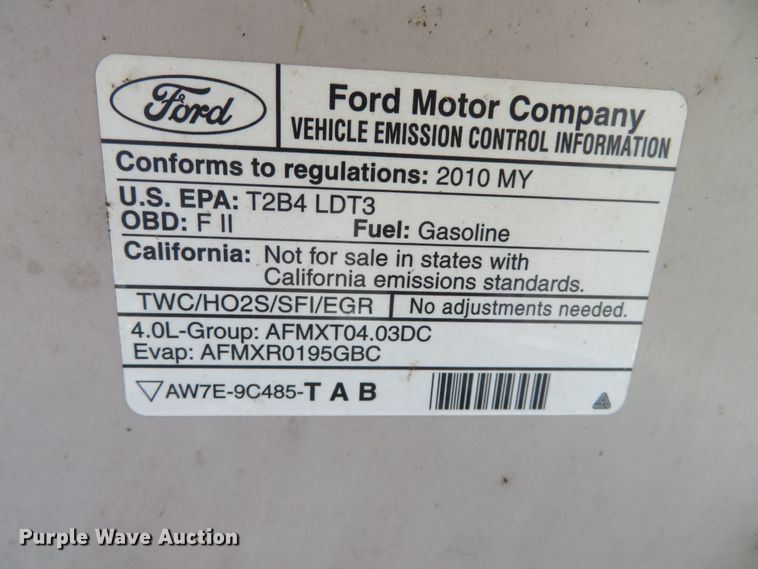 Ford
Ford Motor Company
VEHICLE EMISSION CONTROL INFORMATION
Conforms to regulations: 2010 MY
U.S. EPA: T2B4 LDT3
OBD: F II Fuel: Gasoline
California: Not for sale in states with
California emissions standards.
TWC/HO2S/SFI/EGR No adjustments needed.
4.0L-Group: AFMXT04.03DC
Evap: AFMXR0195GBC
AW7E-9C485-TAB
Purple Wave Auction